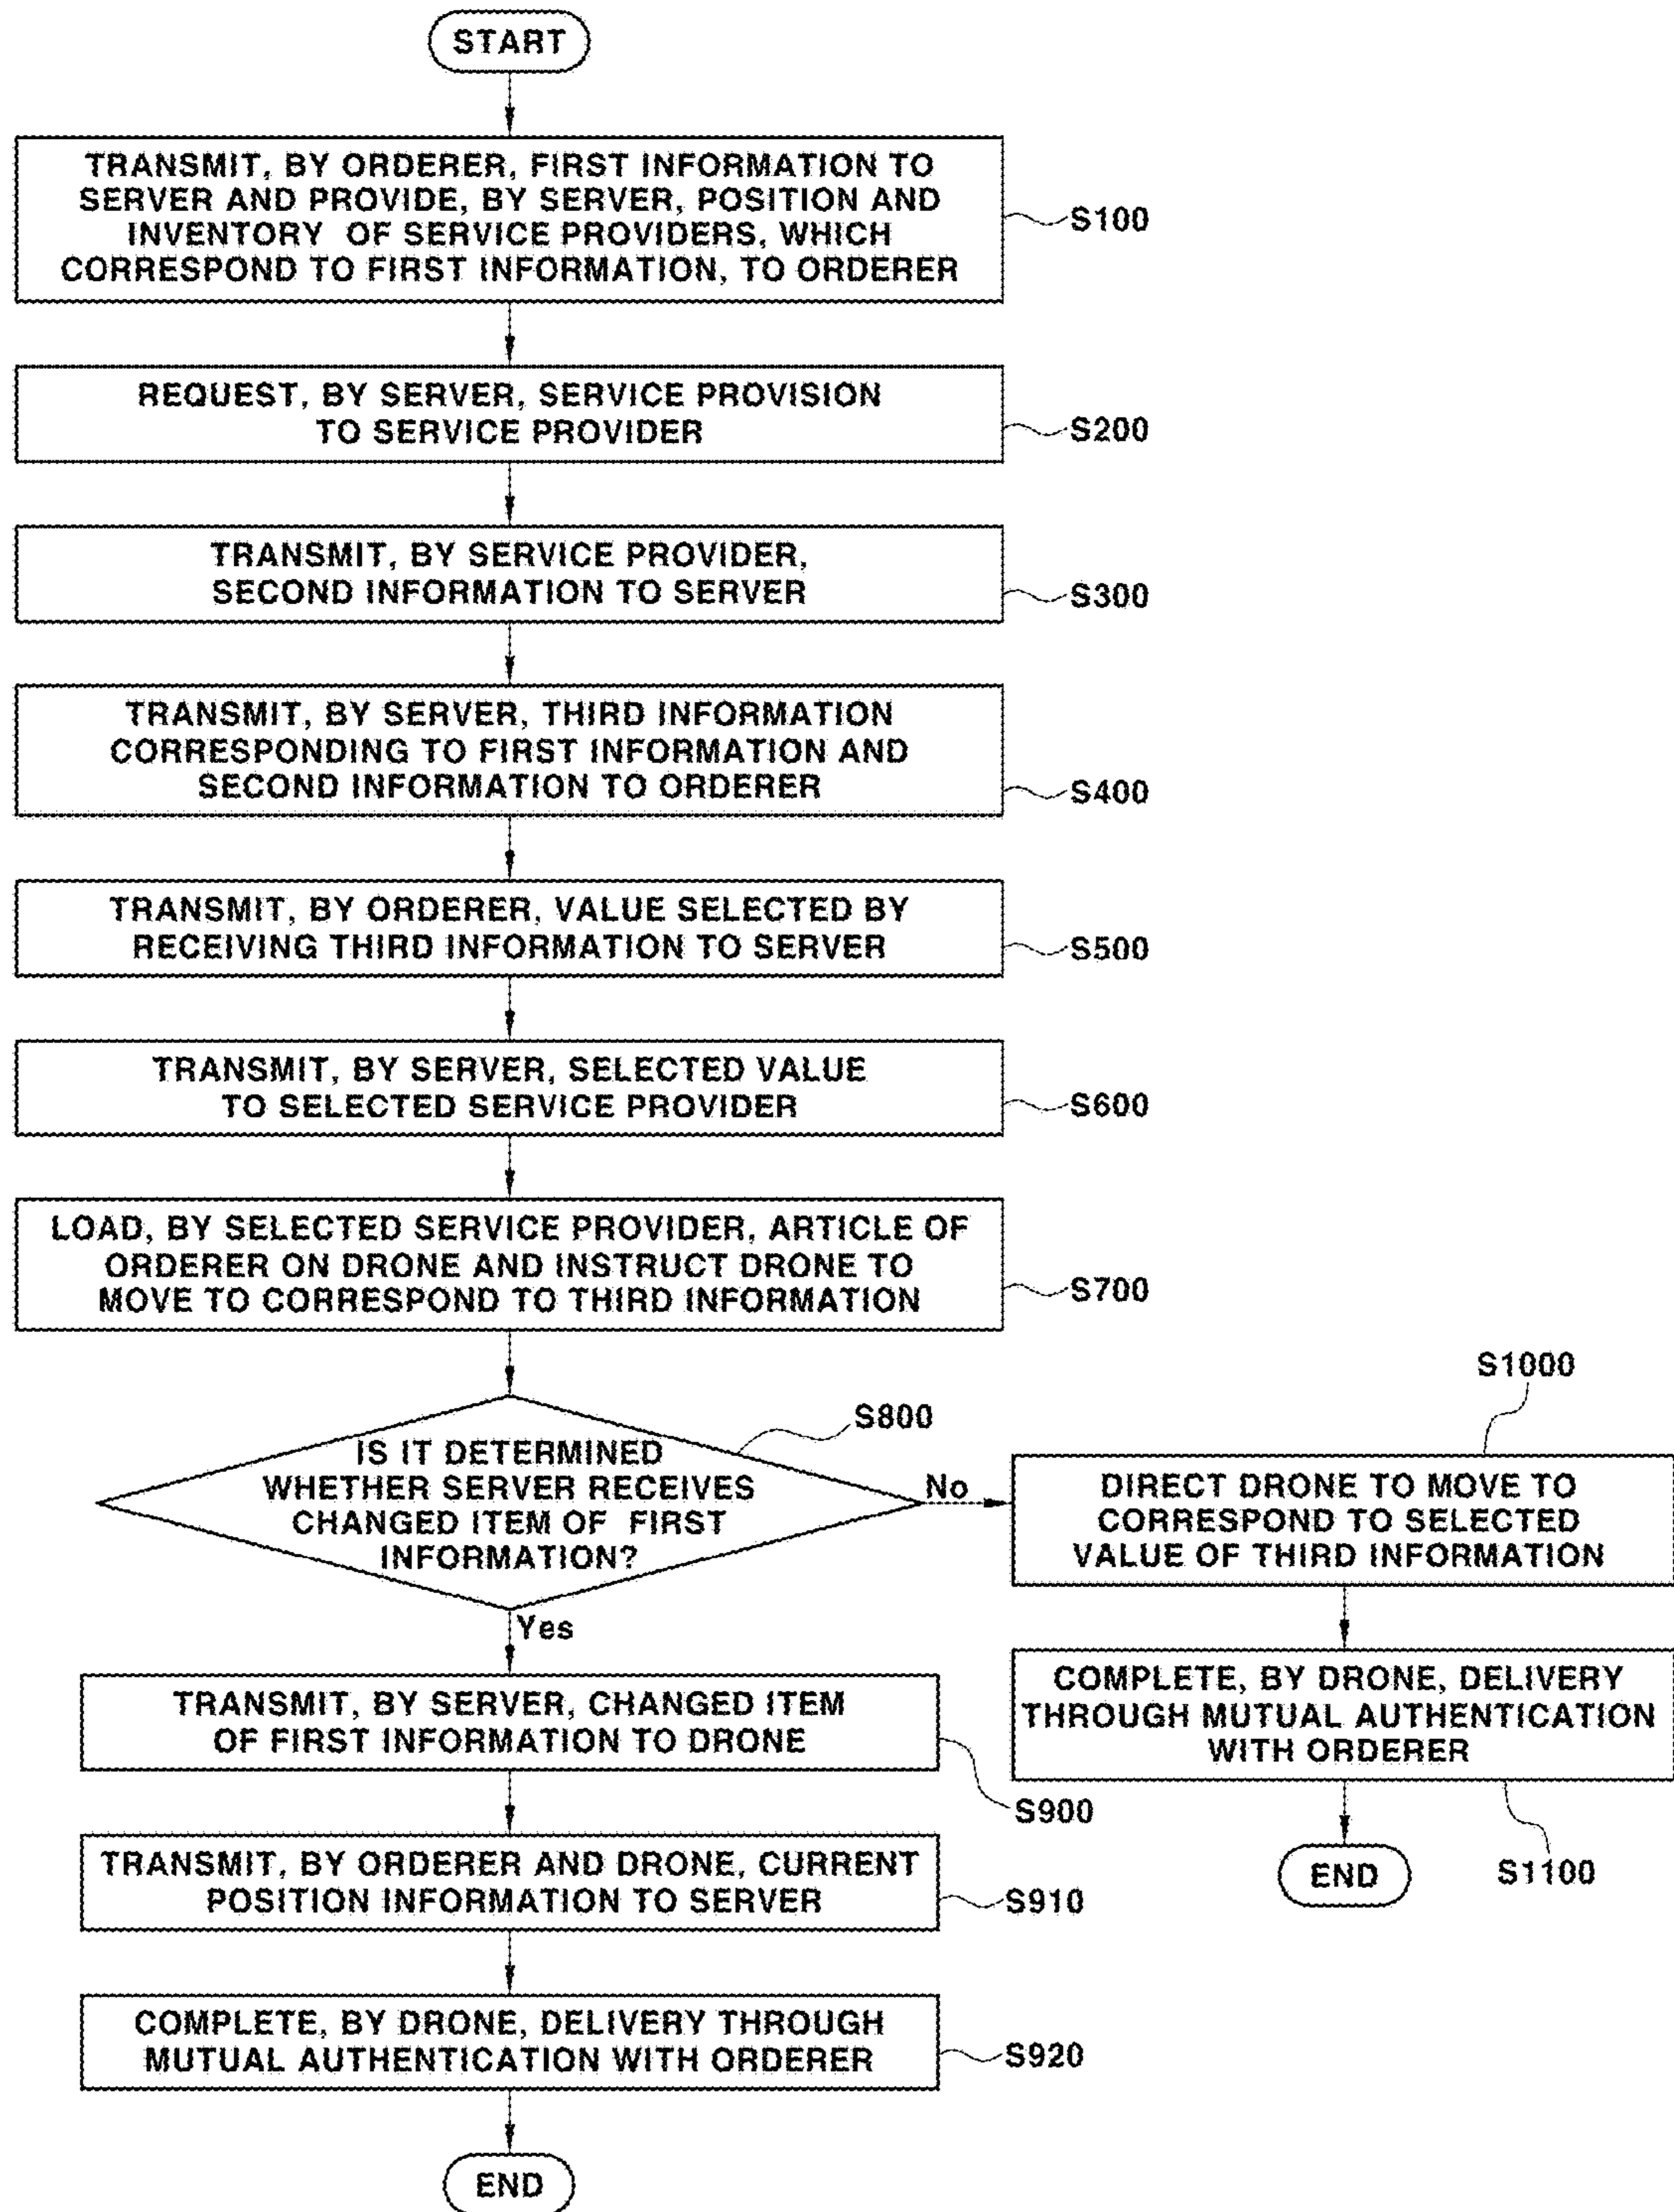 START
TRANSMIT, BY ORDERER, FIRST INFORMATION TO
SERVER AND PROVIDE, BY SERVER, POSITION AND
INVENTORY OF SERVICE PROVIDERS, WHICH
CORRESPOND TO FIRST INFORMATION, TO ORDERER
S100
REQUEST, BY SERVER, SERVICE PROVISION
TO SERVICE PROVIDER
S200
TRANSMIT, BY SERVICE PROVIDER,
SECOND INFORMATION TO SERVER
S300
TRANSMIT, BY SERVER, THIRD INFORMATION
CORRESPONDING TO FIRST INFORMATION AND
SECOND INFORMATION TO ORDERER
S400
TRANSMIT, BY ORDERER, VALUE SELECTED BY
RECEIVING THIRD INFORMATION TO SERVER
S500
TRANSMIT, BY SERVER, SELECTED VALUE
TO SELECTED SERVICE PROVIDER
S600
LOAD, BY SELECTED SERVICE PROVIDER, ARTICLE OF
ORDERER ON DRONE AND INSTRUCT DRONE TO
MOVE TO CORRESPOND TO THIRD INFORMATION
S700
IS IT DETERMINED
WHETHER SERVER RECEIVES
CHANGED ITEM OF FIRST
INFORMATION?
S800
No
S1000
DIRECT DRONE TO MOVE TO
CORRESPOND TO SELECTED
VALUE OF THIRD INFORMATION
COMPLETE, BY DRONE, DELIVERY
THROUGH MUTUAL AUTHENTICATION
WITH ORDERER
S1100
END
Yes
TRANSMIT, BY SERVER, CHANGED ITEM
OF FIRST INFORMATION TO DRONE
S900
TRANSMIT, BY ORDERER AND DRONE, CURRENT
POSITION INFORMATION TO SERVER
S910
COMPLETE, BY DRONE, DELIVERY THROUGH
MUTUAL AUTHENTICATION WITH ORDERER
S920
END